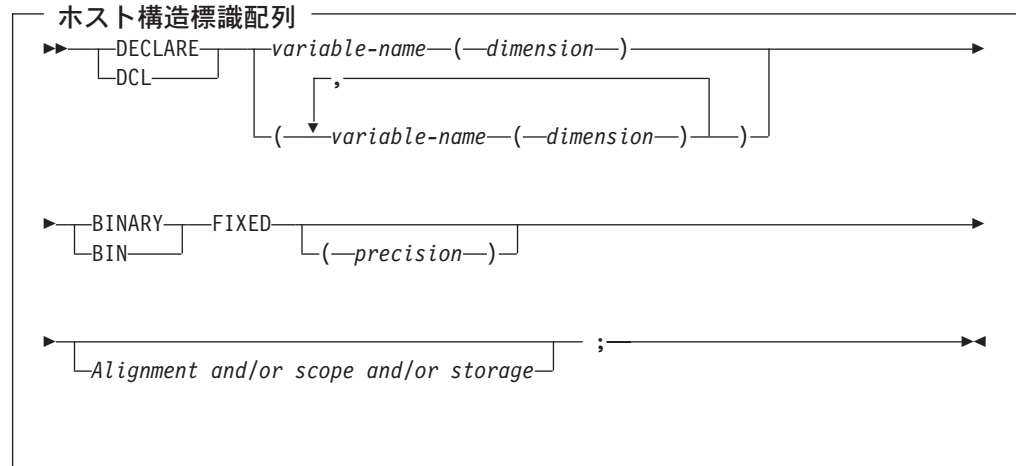 ホスト構造標識配列
DECLARE variable-name ( dimension )
DCL ,
( variable-name ( dimension ) )
BINARY FIXED
BIN ( precision )
;
Alignment and/or scope and/or storage